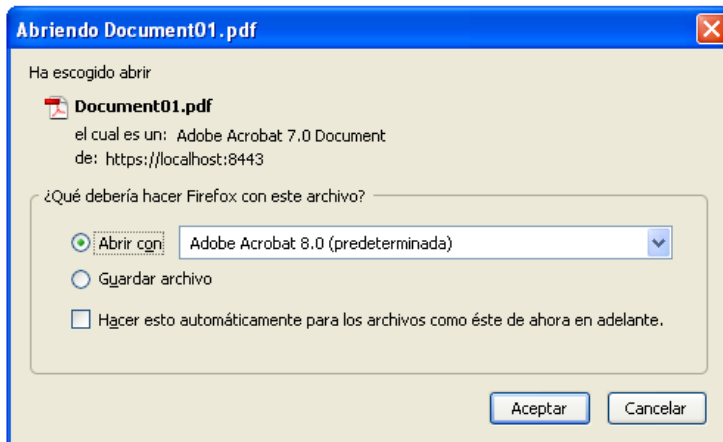 Abriendo Document01.pdf
Ha escogido abrir
Document01.pdf
el cual es un: Adobe Acrobat 7.0 Document
de: https://localhost:8443
¿Qué debería hacer Firefox con este archivo?
Abrir con Adobe Acrobat 8.0 (predeterminada)
Guardar archivo
Hacer esto automáticamente para los archivos como éste de ahora en adelante.
Aceptar Cancelar